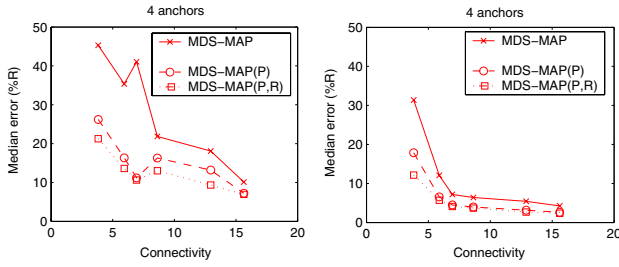 4 anchors
50
40
30
20
10
0
Median error (%R)
MDS−MAP
MDS−MAP(P)
MDS−MAP(P,R)
0 5 10 15 20
Connectivity
4 anchors
50
40
30
20
10
0
Median error (%R)
MDS−MAP
MDS−MAP(P)
MDS−MAP(P,R)
0 5 10 15 20
Connectivity